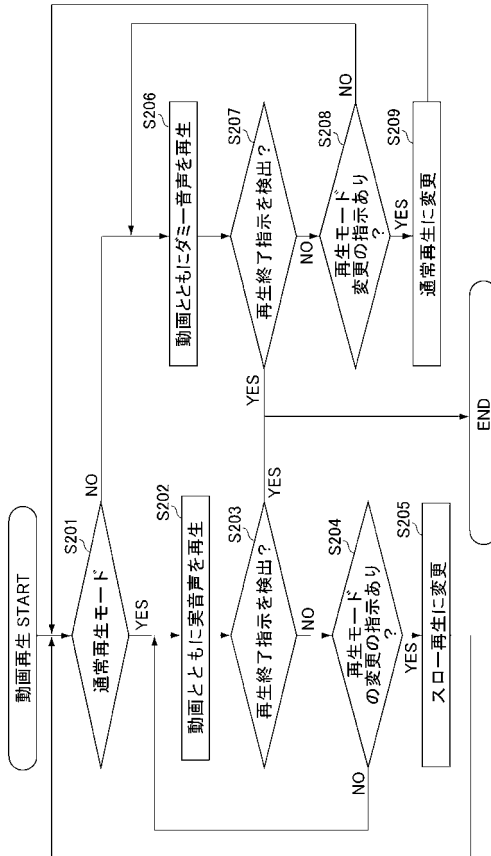 動画再生 START
S201
通常再生モード
NO
YES
S202
動画とともに実音声を再生
S203
再生終了指示を検出?
YES
NO
S204
再生モード
の変更の指示あり
?
NO
YES
S205
スロー再生に変更
S206
動画とともにダミー音声を再生
S207
再生終了指示を検出?
YES
NO
S208
再生モード
変更の指示あり
?
NO
YES
S209
通常再生に変更
END